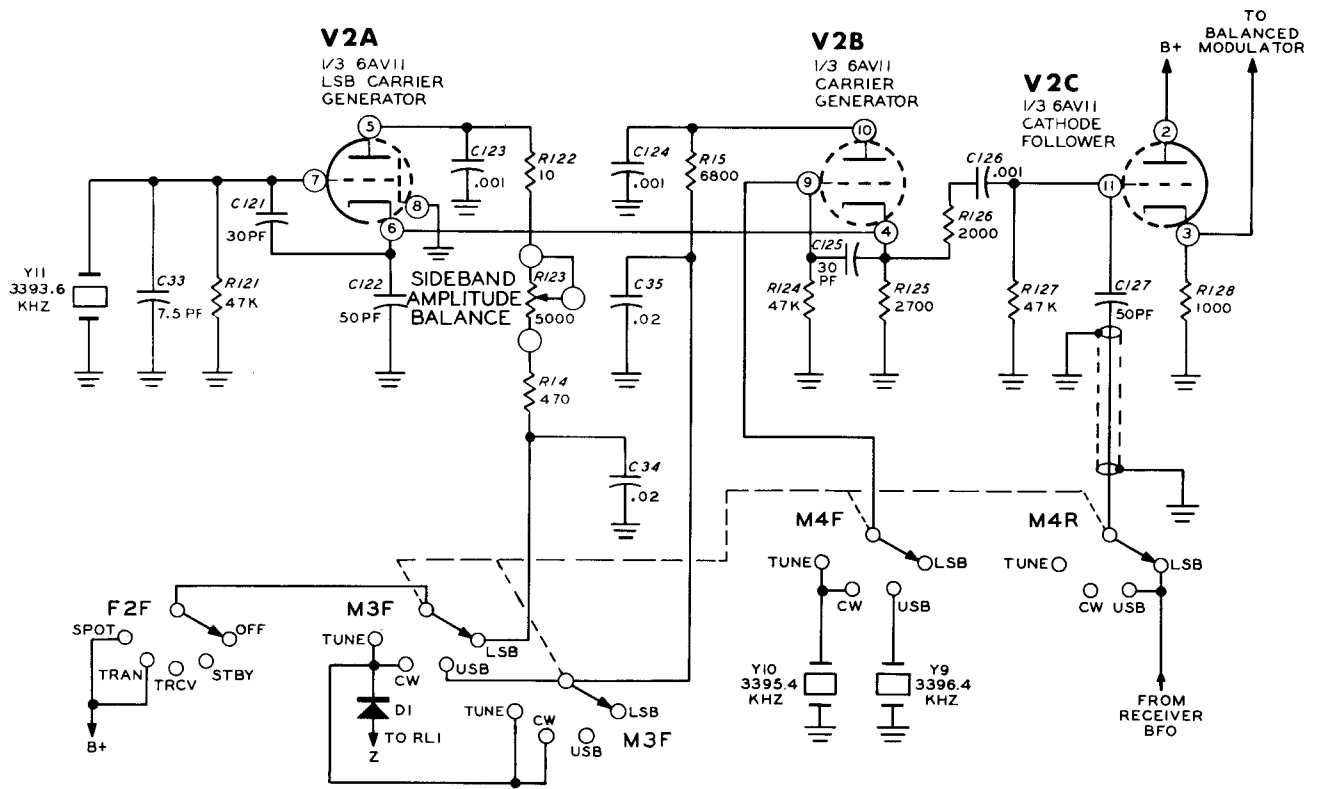 V2A
1/3 6AV11
LSB CARRIER
GENERATOR
V2B
1/3 6AV11
CARRIER
GENERATOR
V2C
1/3 6AV11
CATHODE
FOLLOWER
B+
TO
BALANCED
MODULATOR
5
7
8
6
C123
.001
R122
10
C124
.001
R15
6800
10
9
4
C126
.001
R126
2000
2
11
3
C121
30PF
Y11
3393.6
KHZ
C33
7.5 PF
R121
47K
C122
50PF
SIDEBAND
AMPLITUDE
BALANCE
R123
5000
C35
.02
C125
30
PF
R124
47K
R125
2700
R127
47K
C127
50PF
R128
1000
R14
470
C34
.02
M4F
TUNE
LSB
CW
USB
M4R
TUNE
LSB
CW
USB
F2F
SPOT
OFF
TRAN
TRCV
STBY
B+
M3F
TUNE
LSB
CW
USB
D1
TO RL1
Z
TUNE
LSB
CW
USB
M3F
Y10
3395.4
KHZ
Y9
3396.4
KHZ
FROM
RECEIVER
BFO